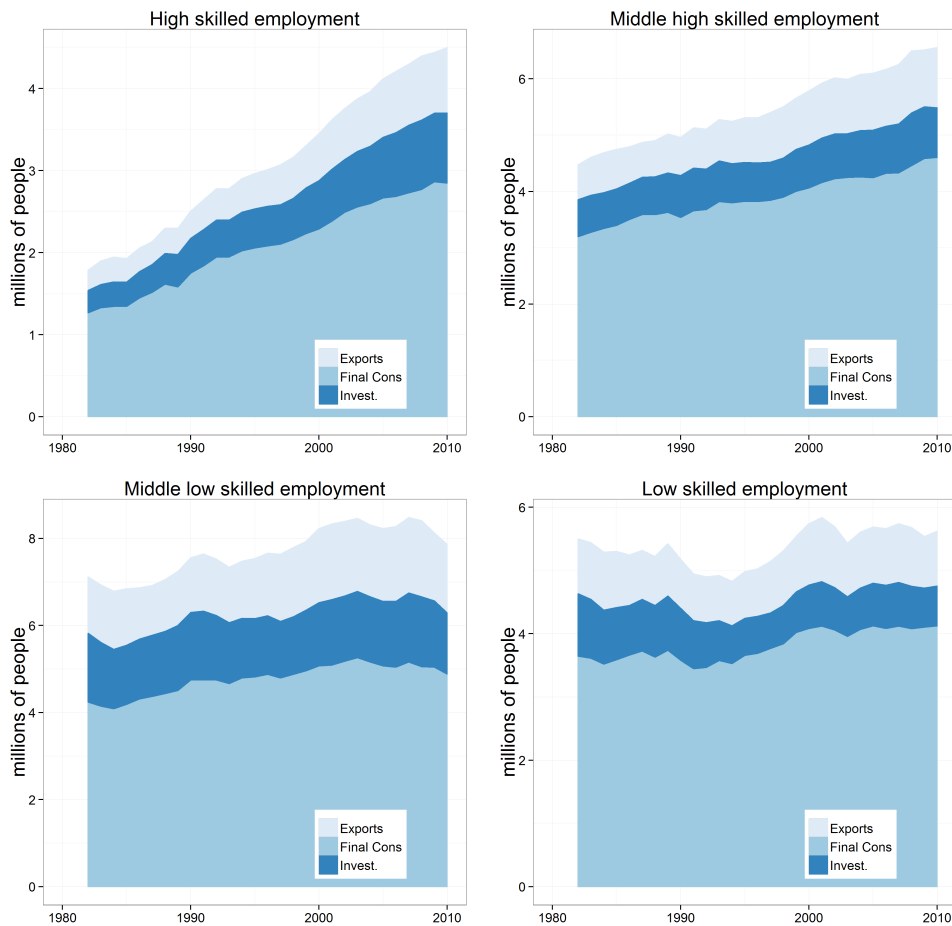 High skilled employment
millions of people
4
3
2
1
0
1980
1990
2000
2010
Exports
Final Cons
Invest.
Middle high skilled employment
millions of people
6
4
2
0
1980
1990
2000
2010
Exports
Final Cons
Invest.
Middle low skilled employment
millions of people
8
6
4
2
0
1980
1990
2000
2010
Exports
Final Cons
Invest.
Low skilled employment
millions of people
6
4
2
0
1980
1990
2000
2010
Exports
Final Cons
Invest.